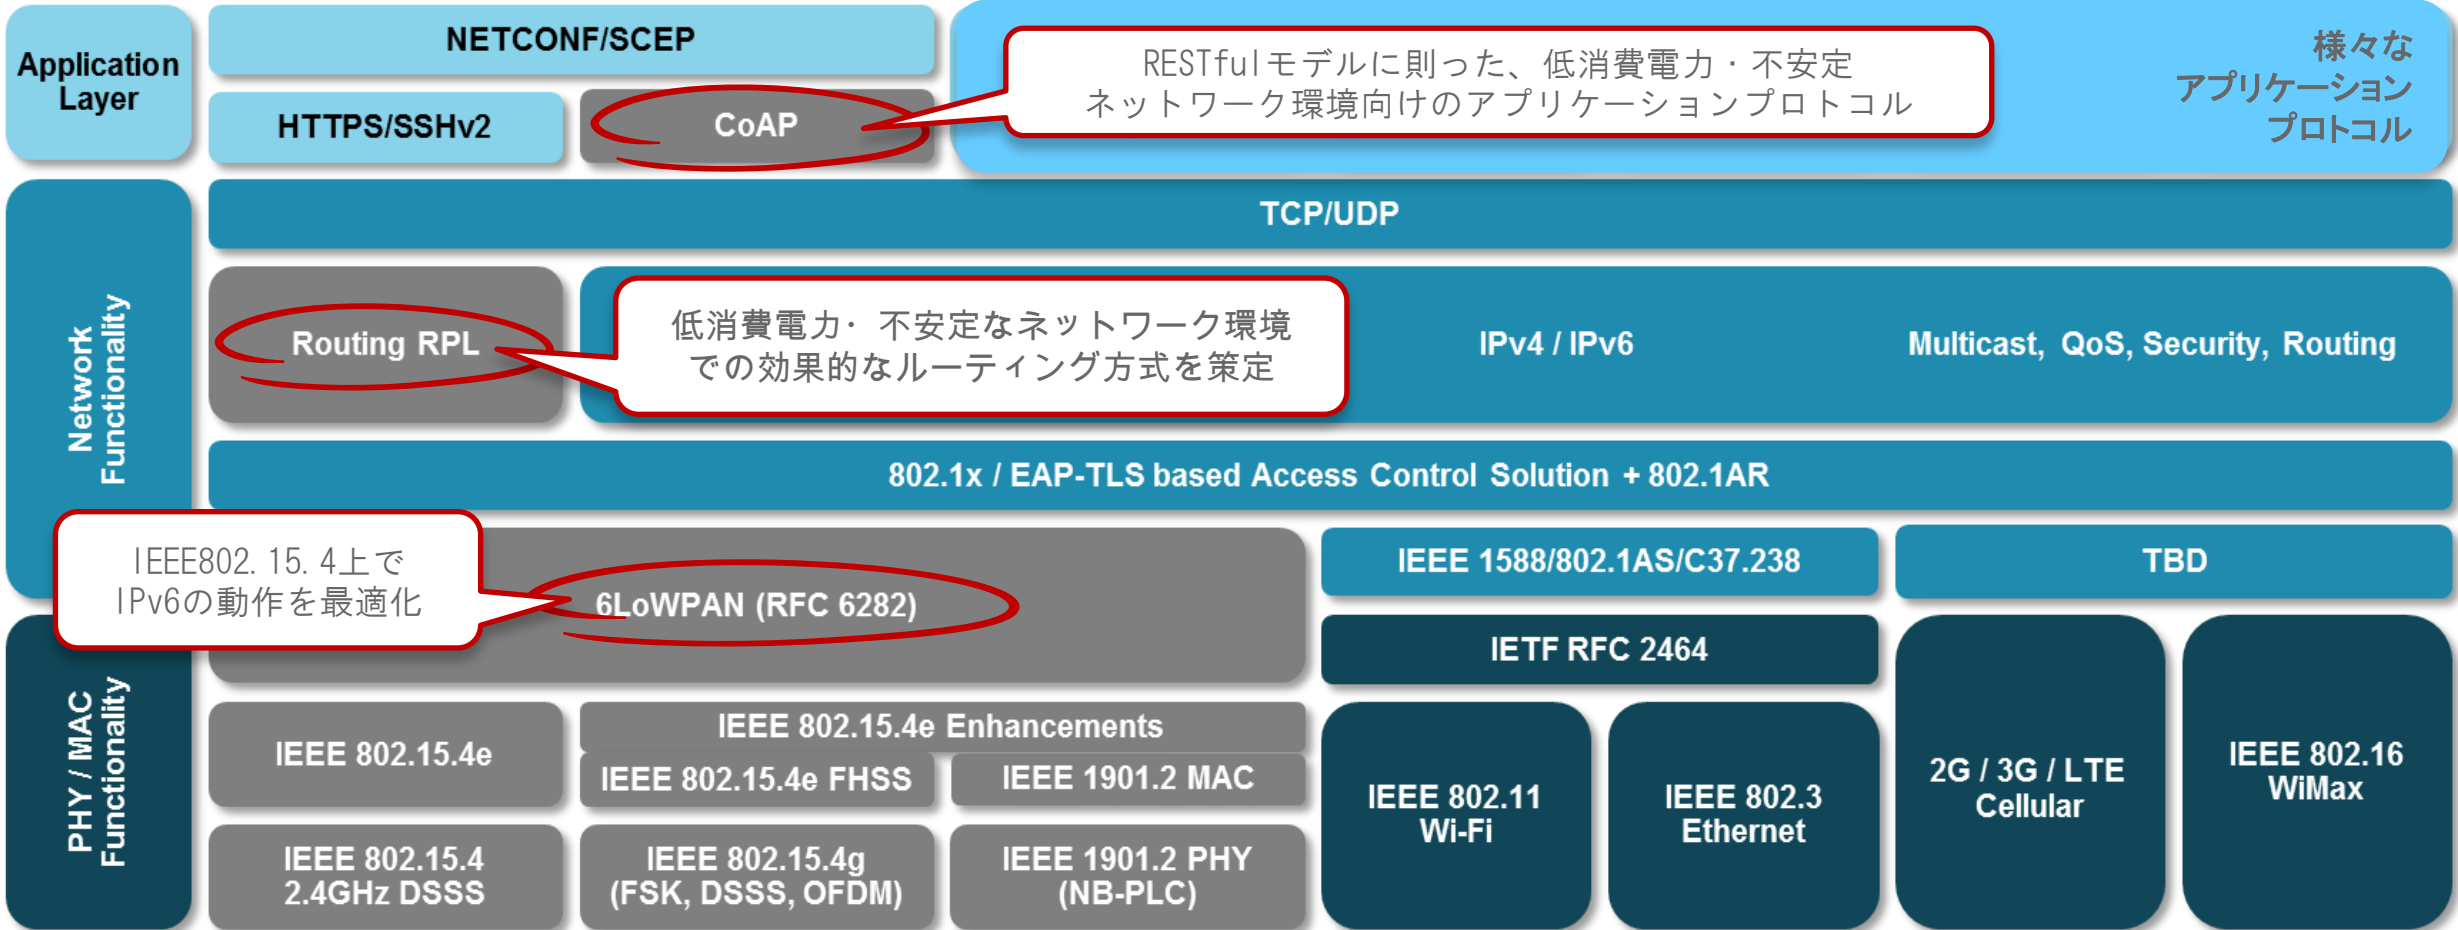 Application
Layer
NETCONF/SCEP
HTTPS/SSHv2
CoAP
RESTfulモデルに則った、低消費電力・不安定
ネットワーク環境向けのアプリケーションプロトコル
様々な
アプリケーション
プロトコル
Network
Functionality
TCP/UDP
Routing RPL
低消費電力・不安定なネットワーク環境
での効果的なルーティング方式を策定
IPv4 / IPv6
Multicast, QoS, Security, Routing
802.1x / EAP-TLS based Access Control Solution + 802.1AR
IEEE802.15.4上で
IPv6の動作を最適化
6LoWPAN (RFC 6282)
IEEE 1588/802.1AS/C37.238
TBD
IETF RFC 2464
PHY / MAC
Functionality
IEEE 802.15.4e
IEEE 802.15.4e Enhancements
IEEE 802.15.4e FHSS
IEEE 1901.2 MAC
IEEE 802.15.4
2.4GHz DSSS
IEEE 802.15.4g
(FSK, DSSS, OFDM)
IEEE 1901.2 PHY
(NB-PLC)
IEEE 802.11
Wi-Fi
IEEE 802.3
Ethernet
2G / 3G / LTE
Cellular
IEEE 802.16
WiMax